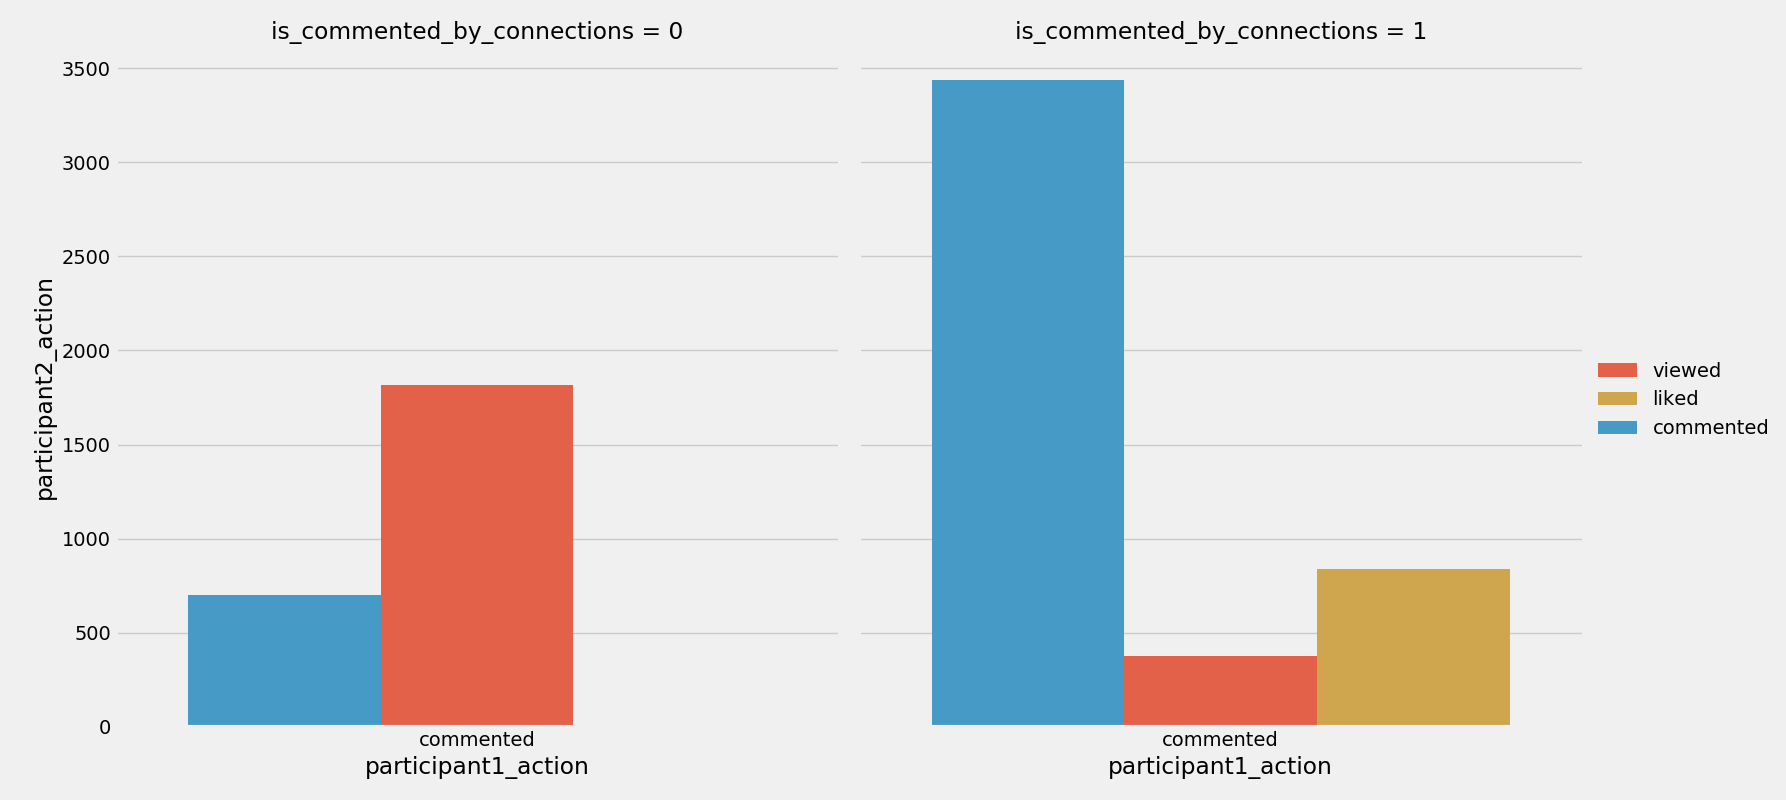 is_commented_by_connections = 0
is_commented_by_connections = 1
3500
3000
2500
2000
1500
1000
500
0
participant2_action
commented
commented
participant1_action
participant1_action
viewed
liked
commented